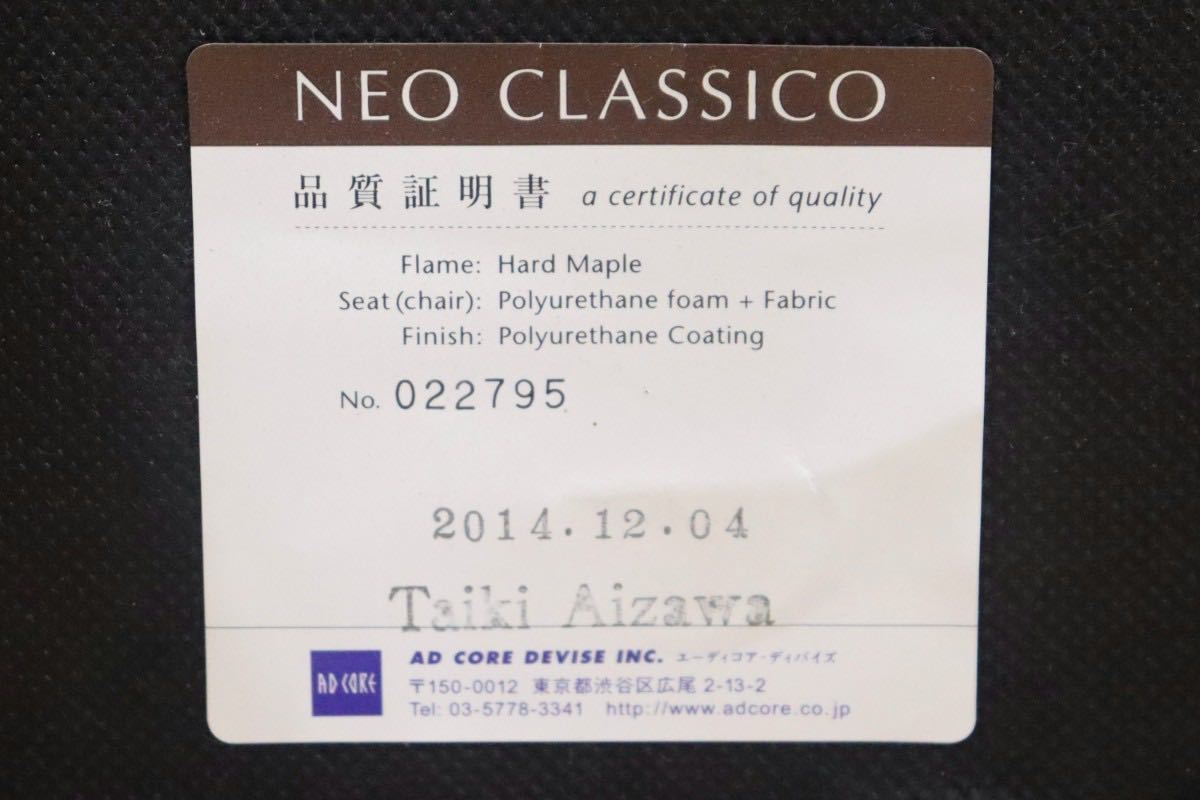 NEO CLASSICO
品質証明書 a certificate of quality
Flame: Hard Maple
Seat (chair): Polyurethane foam + Fabric
Finish: Polyurethane Coating
No. 022795
2014.12.04
Taiki Aizawa
AD CORE DEVISE INC. エーディコア・ディバイズ
AD CORE
〒150-0012 東京都渋谷区広尾 2-13-2
Tel: 03-5778-3341 http://www.adcore.co.jp